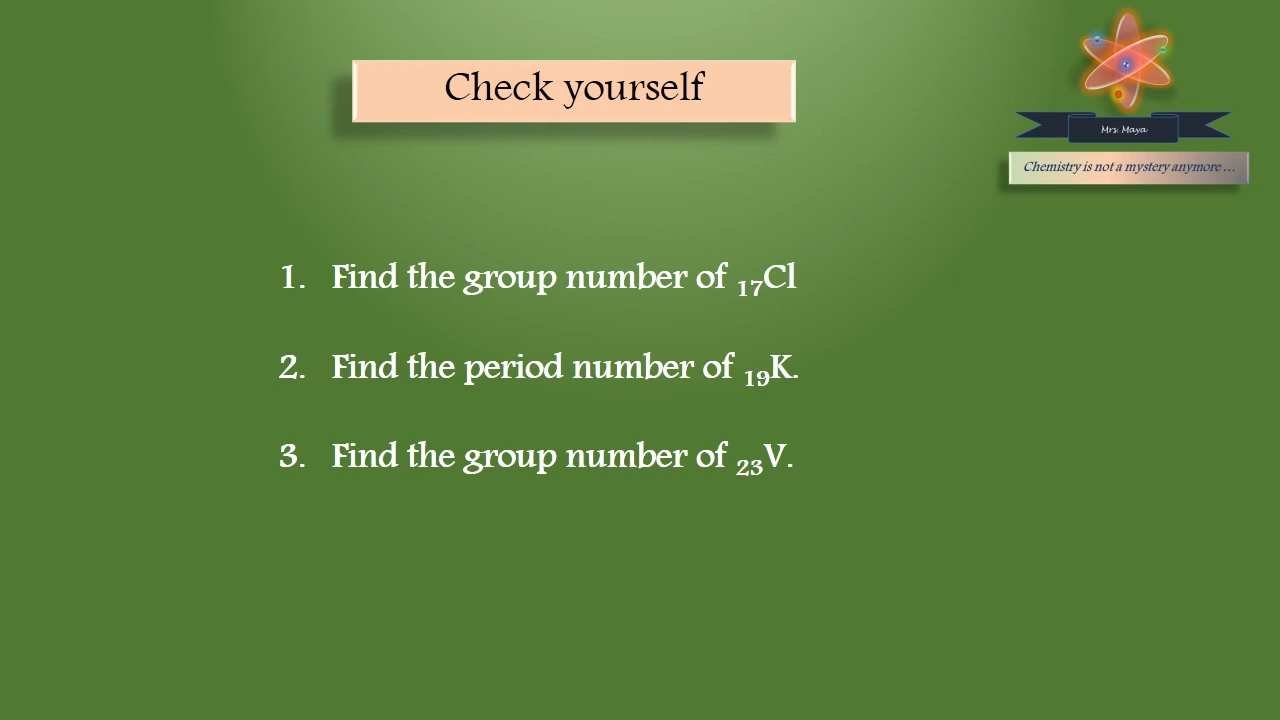 Check yourself
Mrs. Maya
Chemistry is not a mystery anymore ...
1. Find the group number of ₁₇Cl
2. Find the period number of ₁₉K.
3. Find the group number of ₂₃V.